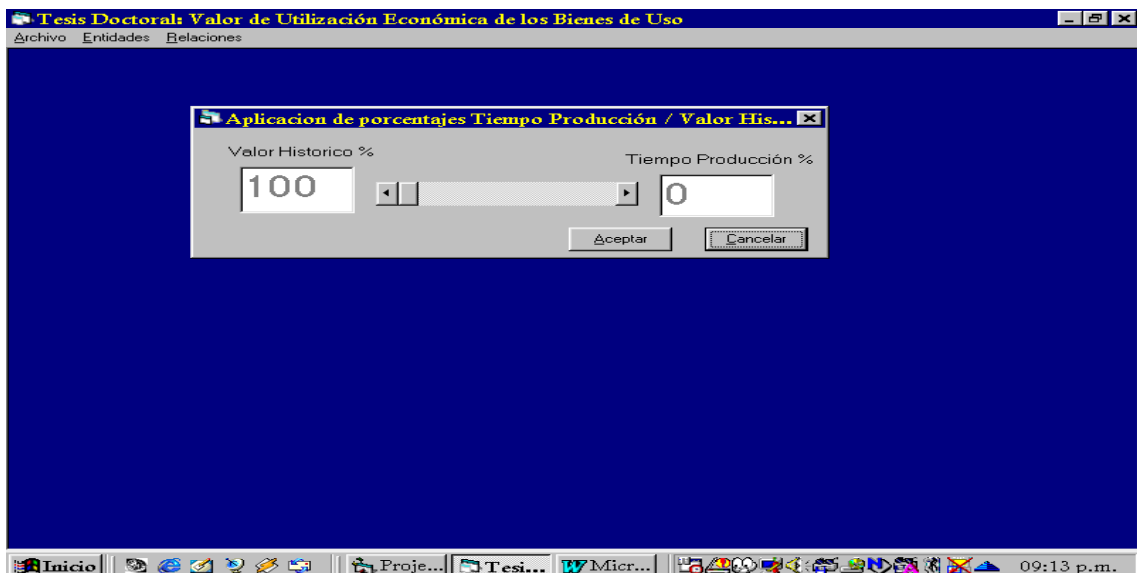 Tesis Doctoral: Valor de Utilización Económica de los Bienes de Uso
Archivo Entidades Relaciones
Aplicacion de porcentajes Tiempo Producción / Valor His...
Valor Historico % Tiempo Producción %
100 0
Aceptar Cancelar
Inicio Proje... Tesi... Micr... 09:13 p.m.